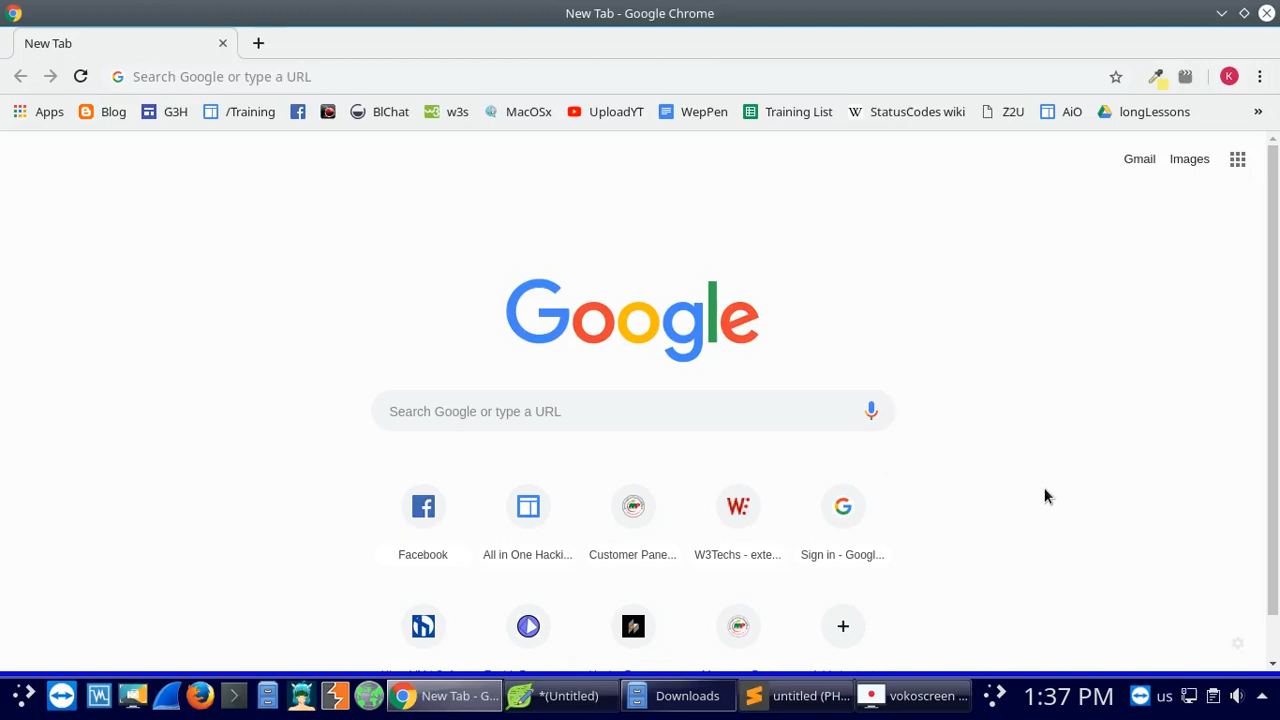 New Tab - Google Chrome
New Tab
Search Google or type a URL
K
Apps Blog G3H /Training BlChat w3s MacOSx UploadYT WepPen Training List StatusCodes wiki Z2U AiO longLessons »
Gmail Images
Google
Search Google or type a URL
Facebook All in One Hacki... Customer Pane... W3Techs - exte... Sign in - Googl...
New Tab - G... *(Untitled) Downloads untitled (PH... vokoscreen ... 1:37 PM us